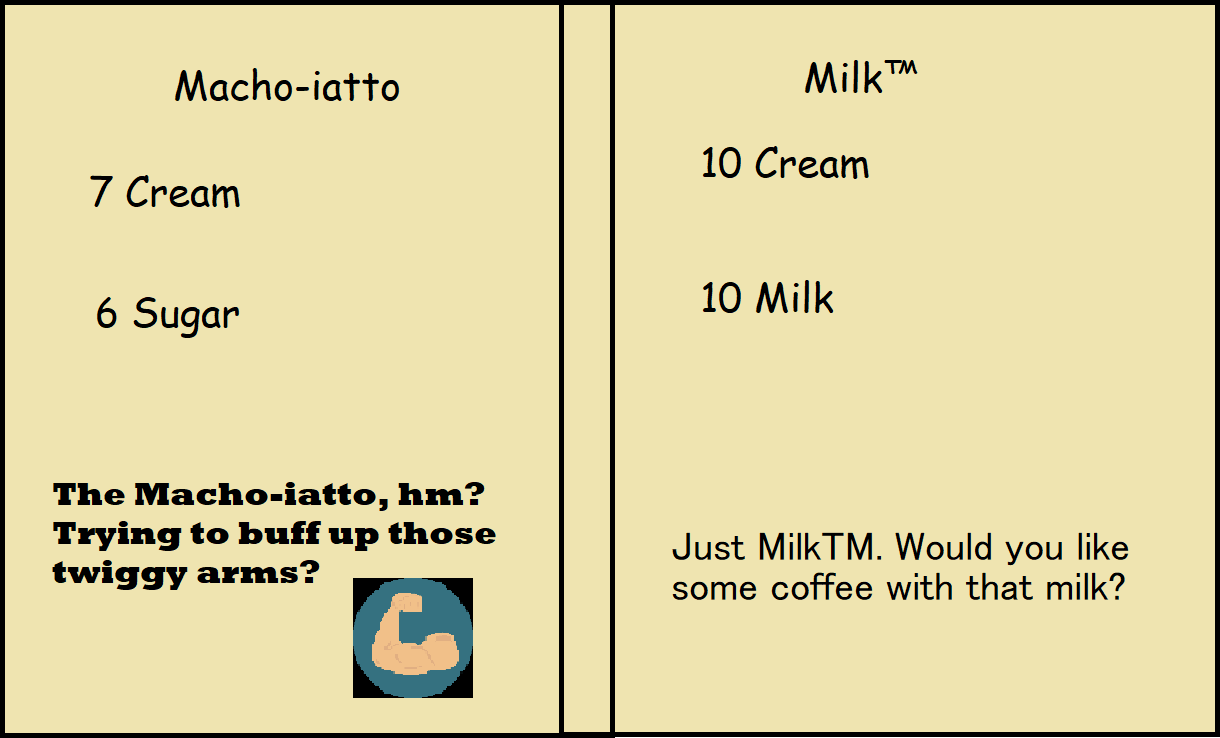 Macho-iatto
7 Cream
6 Sugar
The Macho-iatto, hm?
Trying to buff up those
twiggy arms?
Milk™
10 Cream
10 Milk
Just MilkTM. Would you like
some coffee with that milk?